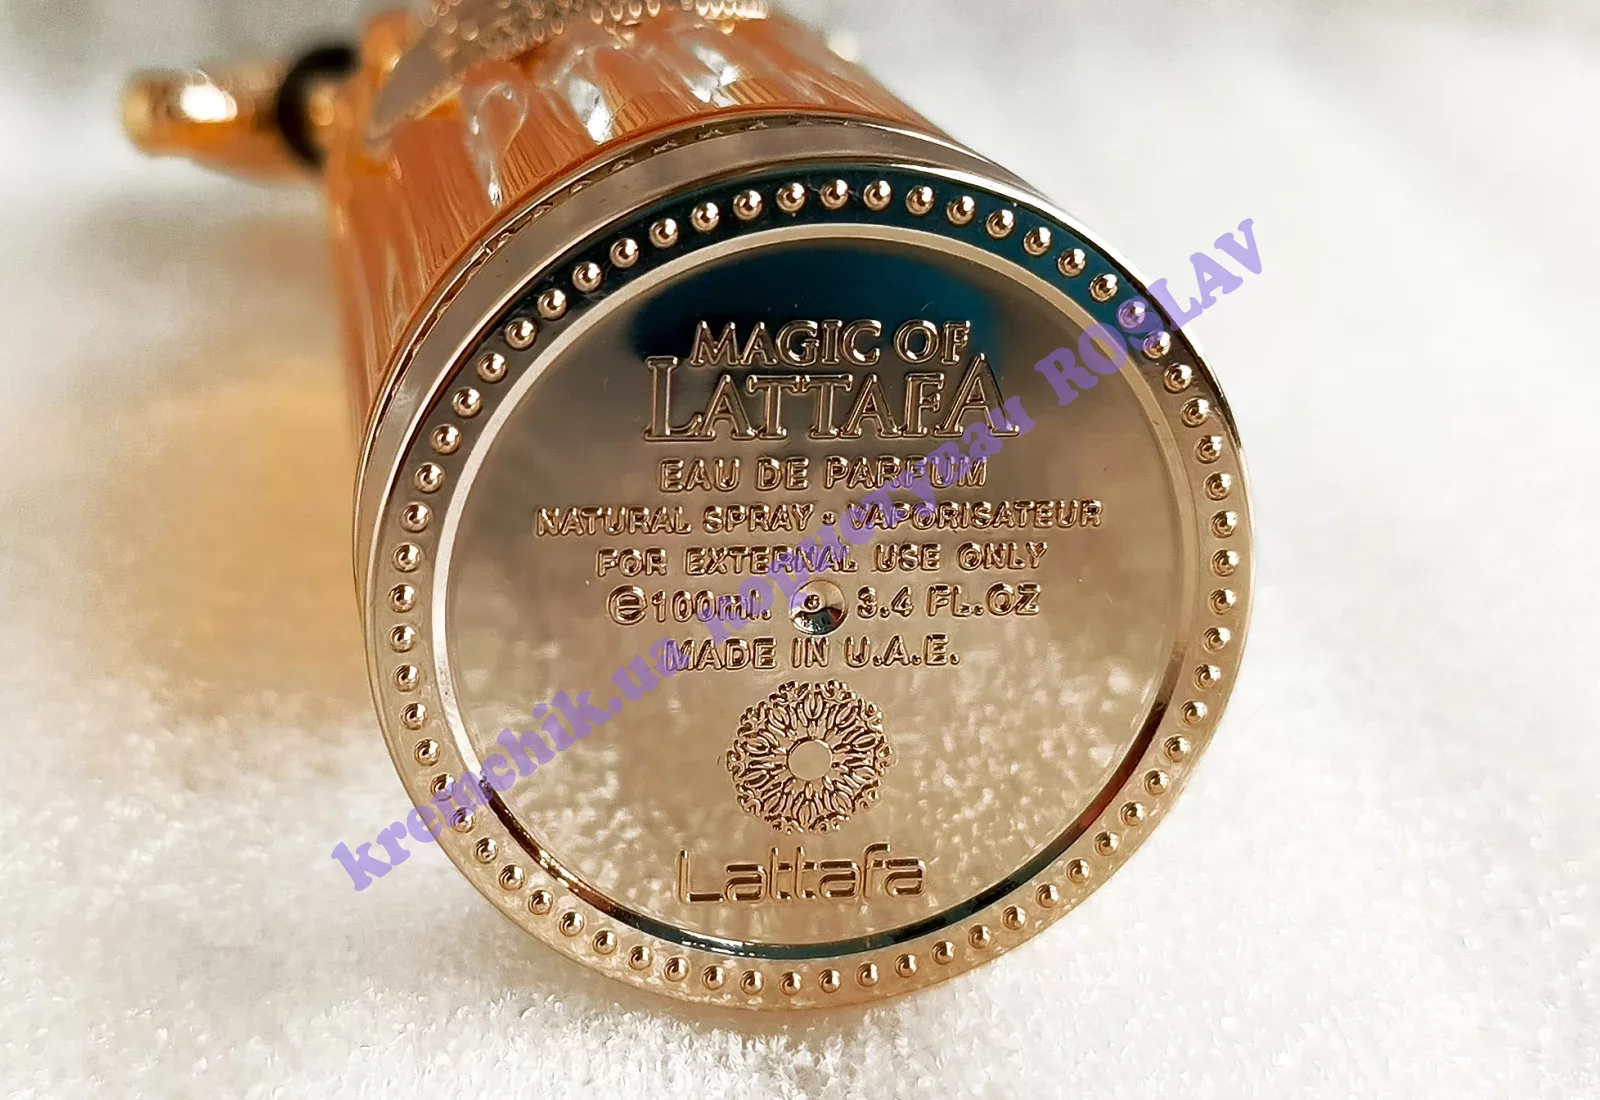 MAGIC OF
LATTAFA
EAU DE PARFUM
NATURAL SPRAY • VAPORISATEUR
FOR EXTERNAL USE ONLY
℮100ml. 3.4 FL.OZ
MADE IN U.A.E.
Lattafa
kremchik.ua користувач ROSLAV